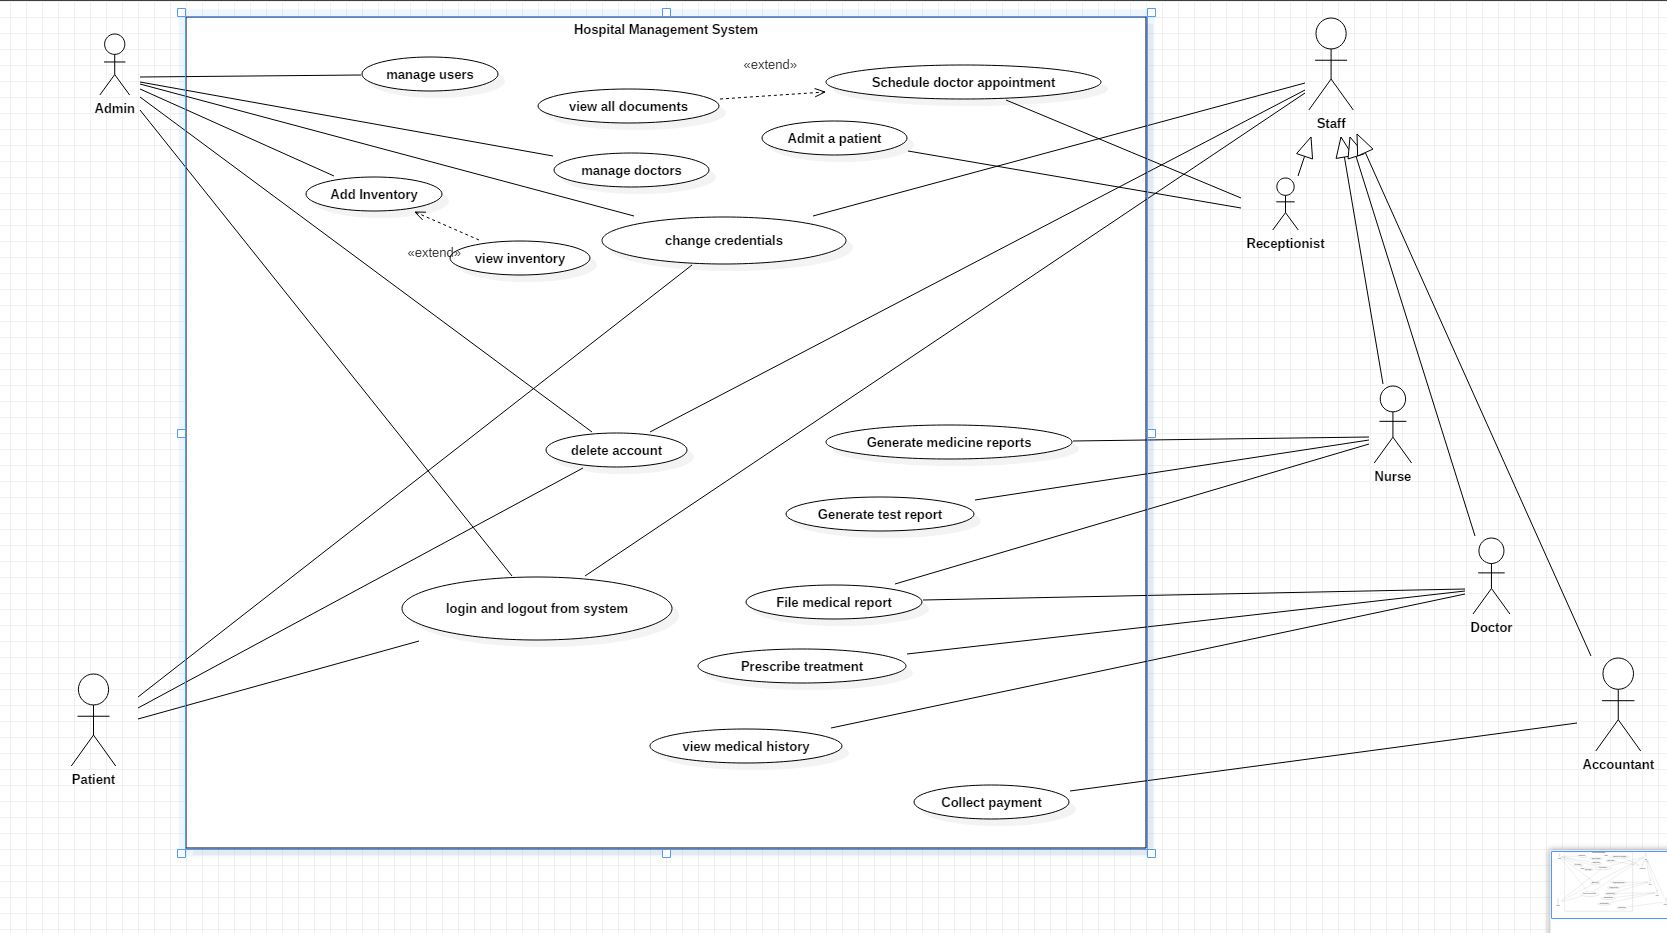 Hospital Management System
Admin
manage users
«extend»
view all documents
Schedule doctor appointment
Admit a patient
Staff
manage doctors
Add Inventory
change credentials
«extend»
view inventory
Receptionist
delete account
Generate medicine reports
Nurse
Generate test report
login and logout from system
File medical report
Doctor
Prescribe treatment
view medical history
Patient
Accountant
Collect payment